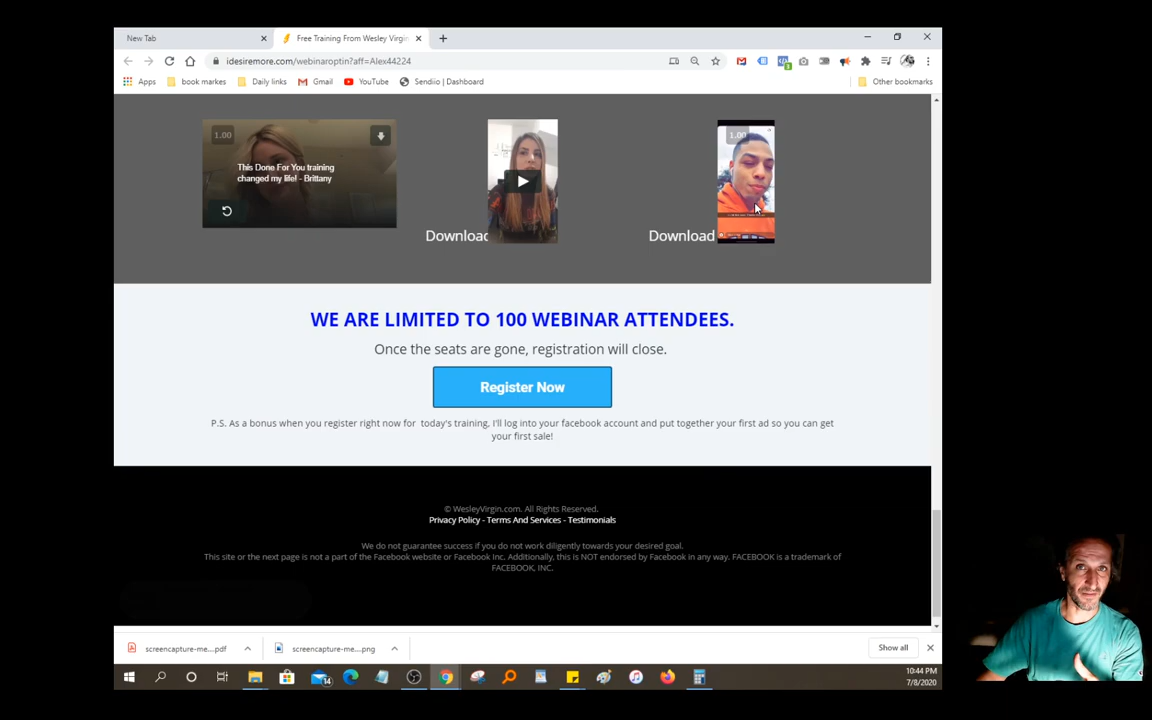 New Tab
Free Training From Wesley Virgin
idesiremore.com/webinaroptin?aff=Alex44224
Apps book markes Daily links Gmail YouTube Sendiio | Dashboard Other bookmarks
1.00
This Done For You training
changed my life! - Brittany
1.00
Download
Download
WE ARE LIMITED TO 100 WEBINAR ATTENDEES.
Once the seats are gone, registration will close.
Register Now
P.S. As a bonus when you register right now for today's training, I'll log into your facebook account and put together your first ad so you can get
your first sale!
© WesleyVirgin.com. All Rights Reserved.
Privacy Policy - Terms And Services - Testimonials
We do not guarantee success if you do not work diligently towards your desired goal.
This site or the next page is not a part of the Facebook website or Facebook Inc. Additionally, this is NOT endorsed by Facebook in any way. FACEBOOK is a trademark of
FACEBOOK, INC.
screencapture-me....pdf
screencapture-me....png
Show all
14
10:44 PM
7/8/2020